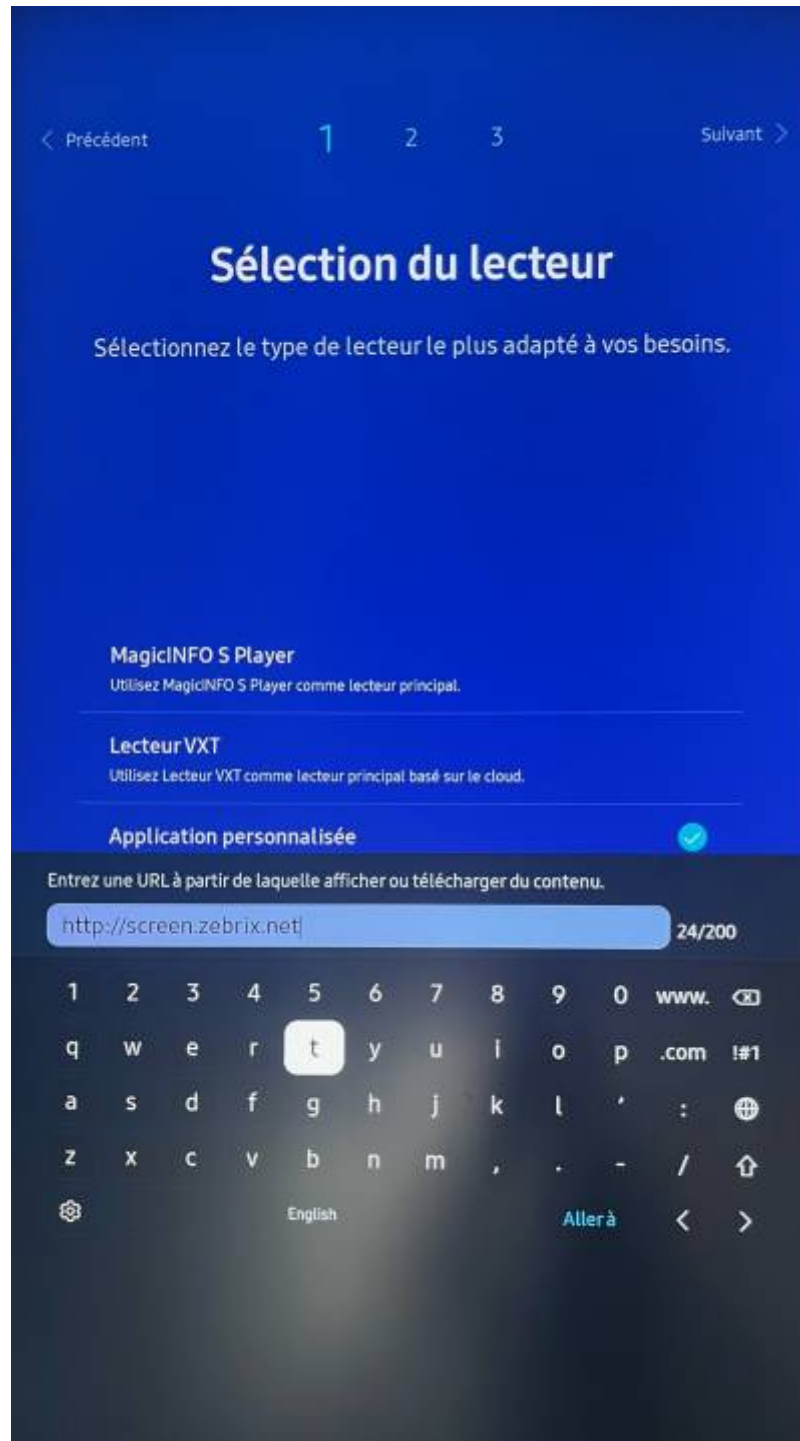 < Précédent 1 2 3 Suivant >
Sélection du lecteur
Sélectionnez le type de lecteur le plus adapté à vos besoins.
MagicINFO S Player
Utilisez MagicINFO S Player comme lecteur principal.
Lecteur VXT
Utilisez Lecteur VXT comme lecteur principal basé sur le cloud.
Application personnalisée
Entrez une URL à partir de laquelle afficher ou télécharger du contenu.
http://screen.zebrix.net 24/200
1 2 3 4 5 6 7 8 9 0 www.
q w e r t y u i o p .com !#1
a s d f g h j k l ' :
z x c v b n m , . - /
English Aller à < >